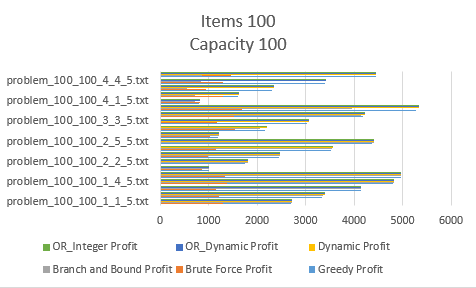 Items 100
Capacity 100
problem_100_100_4_4_5.txt
problem_100_100_4_1_5.txt
problem_100_100_3_3_5.txt
problem_100_100_2_5_5.txt
problem_100_100_2_2_5.txt
problem_100_100_1_4_5.txt
problem_100_100_1_1_5.txt
0 1000 2000 3000 4000 5000 6000
OR_Integer Profit OR_Dynamic Profit Dynamic Profit
Branch and Bound Profit Brute Force Profit Greedy Profit